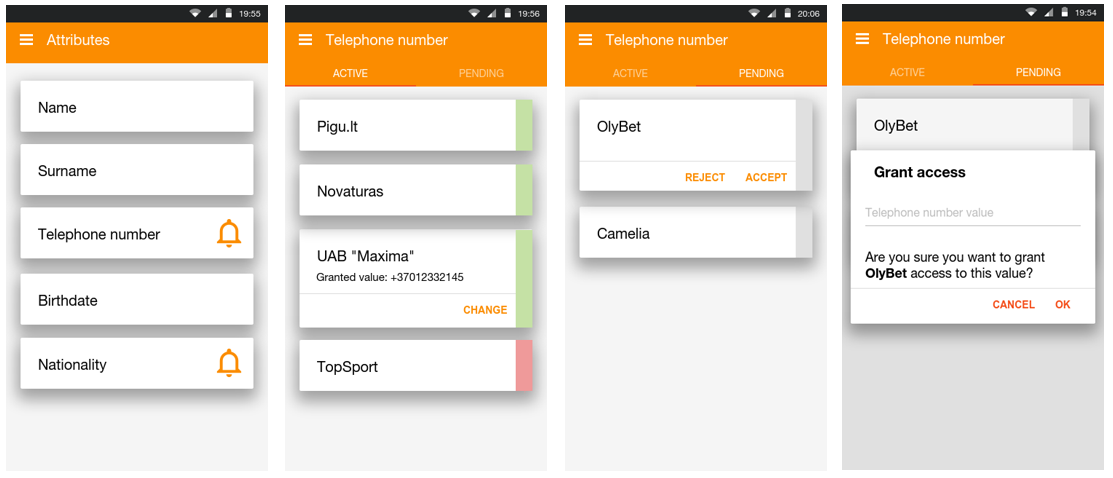 19:55
Attributes
Name
Surname
Telephone number
Birthdate
Nationality
19:56
Telephone number
ACTIVE PENDING
Pigu.lt
Novaturas
UAB "Maxima"
Granted value: +37012332145
CHANGE
TopSport
20:06
Telephone number
ACTIVE PENDING
OlyBet
REJECT ACCEPT
Camelia
19:54
Telephone number
ACTIVE PENDING
OlyBet
Grant access
Telephone number value
Are you sure you want to grant
OlyBet access to this value?
CANCEL OK